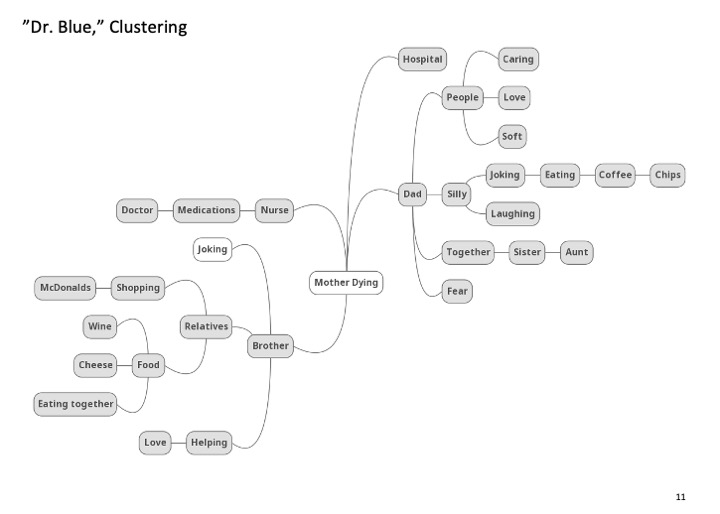 ”Dr. Blue,” Clustering
Hospital
Caring
People
Love
Soft
Joking
Eating
Coffee
Chips
Dad
Silly
Laughing
Together
Sister
Aunt
Fear
Doctor
Medications
Nurse
Joking
Mother Dying
McDonalds
Shopping
Wine
Relatives
Brother
Cheese
Food
Eating together
Love
Helping
11